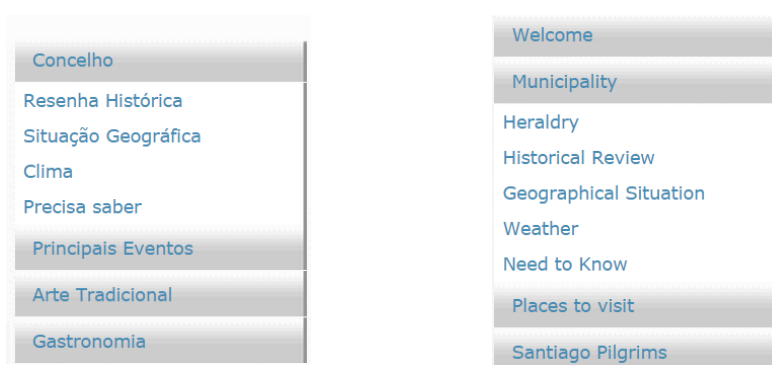 Concelho
Resenha Histórica
Situação Geográfica
Clima
Precisa saber
Principais Eventos
Arte Tradicional
Gastronomia
Welcome
Municipality
Heraldry
Historical Review
Geographical Situation
Weather
Need to Know
Places to visit
Santiago Pilgrims